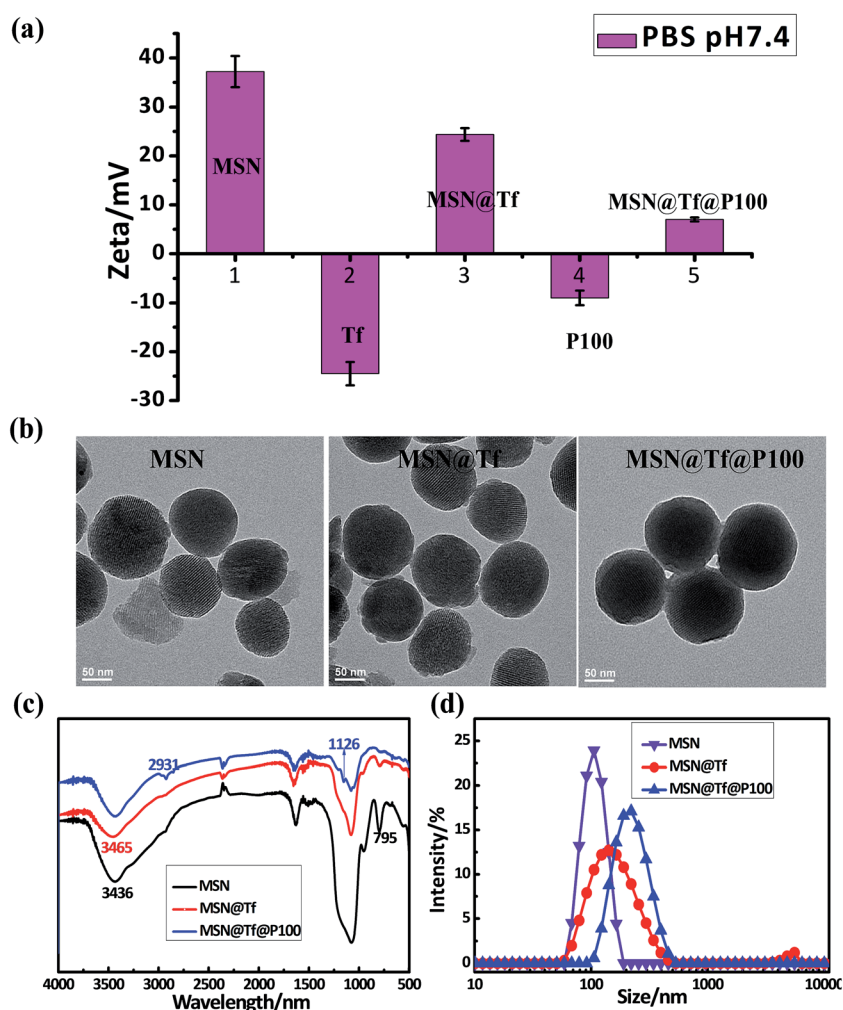 (a)
PBS pH7.4
Zeta/mV
40
30
20
10
0
-10
-20
-30
1
2
3
4
5
MSN
Tf
MSN@Tf
P100
MSN@Tf@P100
(b)
MSN
MSN@Tf
MSN@Tf@P100
50 nm
50 nm
50 nm
(c)
2931
1126
3465
3436
795
MSN
MSN@Tf
MSN@Tf@P100
4000 3500 3000 2500 2000 1500 1000 500
Wavelength/nm
(d)
MSN
MSN@Tf
MSN@Tf@P100
Intensity/%
25
20
15
10
5
0
10 100 1000 10000
Size/nm